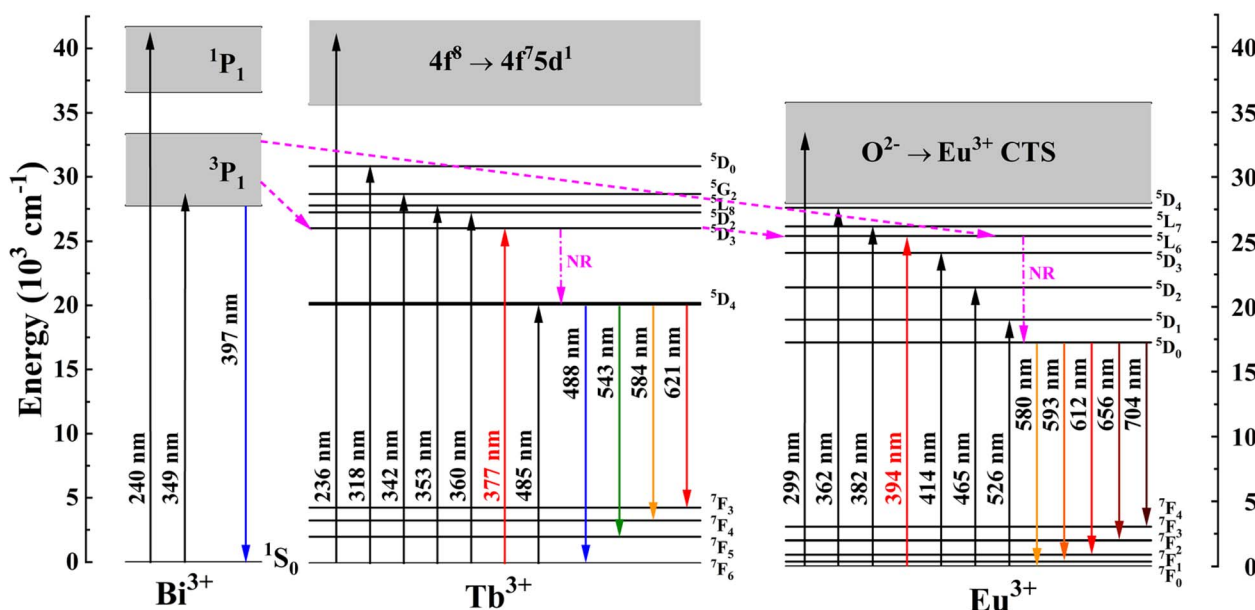 Energy (10³ cm⁻¹)
40
35
30
25
20
15
10
5
0
¹P₁
³P₁
240 nm
349 nm
397 nm
¹S₀
Bi³⁺
4f⁸ → 4f⁷5d¹
⁵D₀
⁵G₂
⁵L₈
⁵D₂
⁵D₃
NR
⁵D₄
236 nm
318 nm
342 nm
353 nm
360 nm
377 nm
485 nm
488 nm
543 nm
584 nm
621 nm
⁷F₃
⁷F₄
⁷F₅
⁷F₆
Tb³⁺
O²⁻ → Eu³⁺ CTS
⁵D₄
⁵L₇
⁵L₆
⁵D₃
NR
⁵D₂
⁵D₁
⁵D₀
299 nm
362 nm
382 nm
394 nm
414 nm
465 nm
526 nm
580 nm
593 nm
612 nm
656 nm
704 nm
⁷F₄
⁷F₃
⁷F₂
⁷F₁
⁷F₀
Eu³⁺
40
35
30
25
20
15
10
5
0